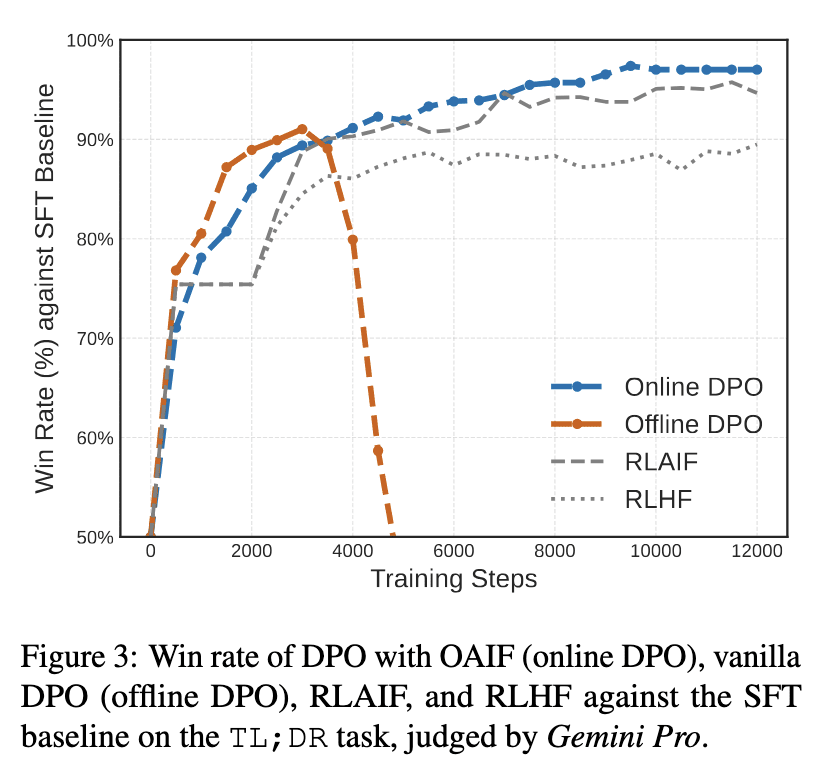 100%
90%
80%
70%
60%
50%
Win Rate (%) against SFT Baseline
Online DPO
Offline DPO
RLAIF
RLHF
0 2000 4000 6000 8000 10000 12000
Training Steps
Figure 3: Win rate of DPO with OAIF (online DPO), vanilla
DPO (offline DPO), RLAIF, and RLHF against the SFT
baseline on the TL;DR task, judged by Gemini Pro.